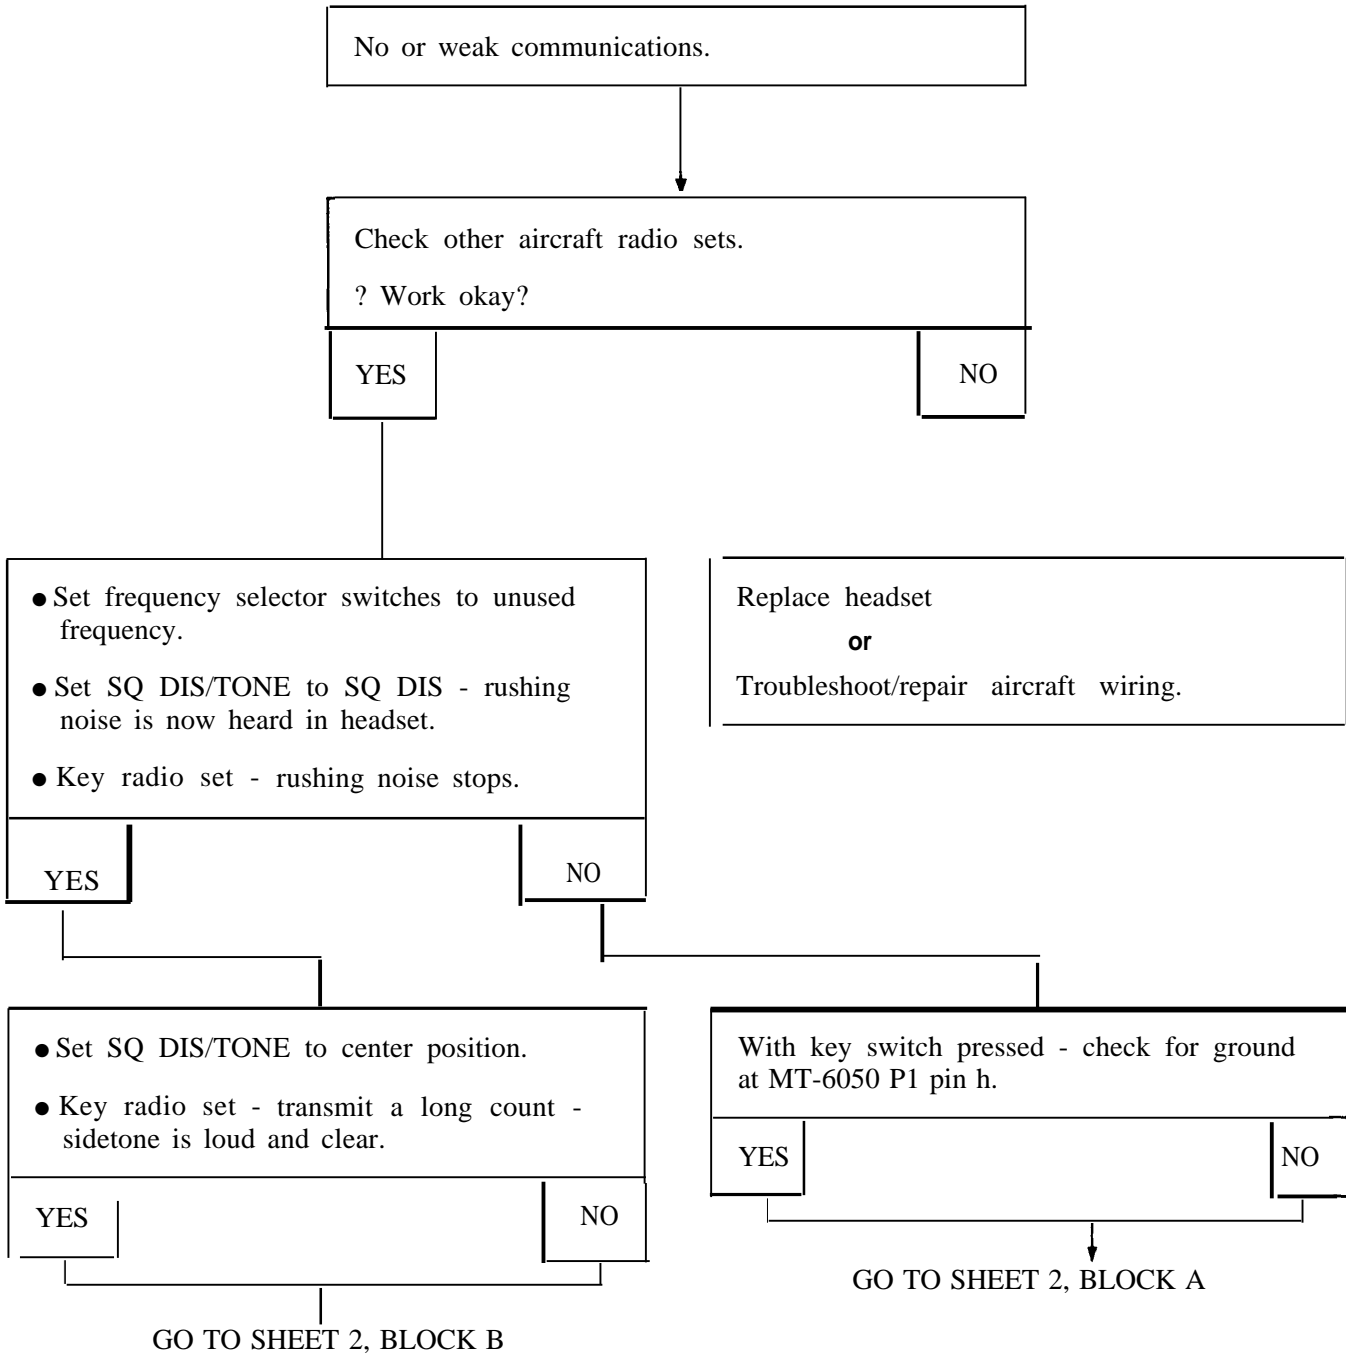 No or weak communications.
Check other aircraft radio sets.
? Work okay?
YES
NO
● Set frequency selector switches to unused
frequency.
● Set SQ DIS/TONE to SQ DIS - rushing
noise is now heard in headset.
● Key radio set - rushing noise stops.
YES
NO
Replace headset
or
Troubleshoot/repair aircraft wiring.
● Set SQ DIS/TONE to center position.
● Key radio set - transmit a long count -
sidetone is loud and clear.
YES
NO
GO TO SHEET 2, BLOCK B
With key switch pressed - check for ground
at MT-6050 P1 pin h.
YES
NO
GO TO SHEET 2, BLOCK A